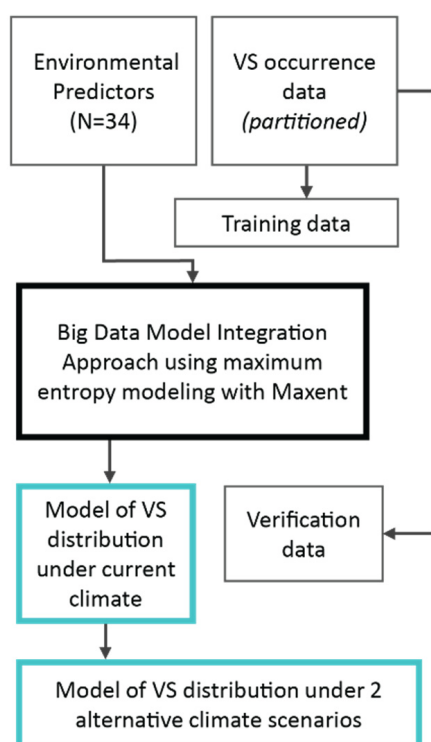 Environmental
Predictors
(N=34)
VS occurrence
data
(partitioned)
Training data
Big Data Model Integration
Approach using maximum
entropy modeling with Maxent
Model of VS
distribution
under current
climate
Verification
data
Model of VS distribution under 2
alternative climate scenarios